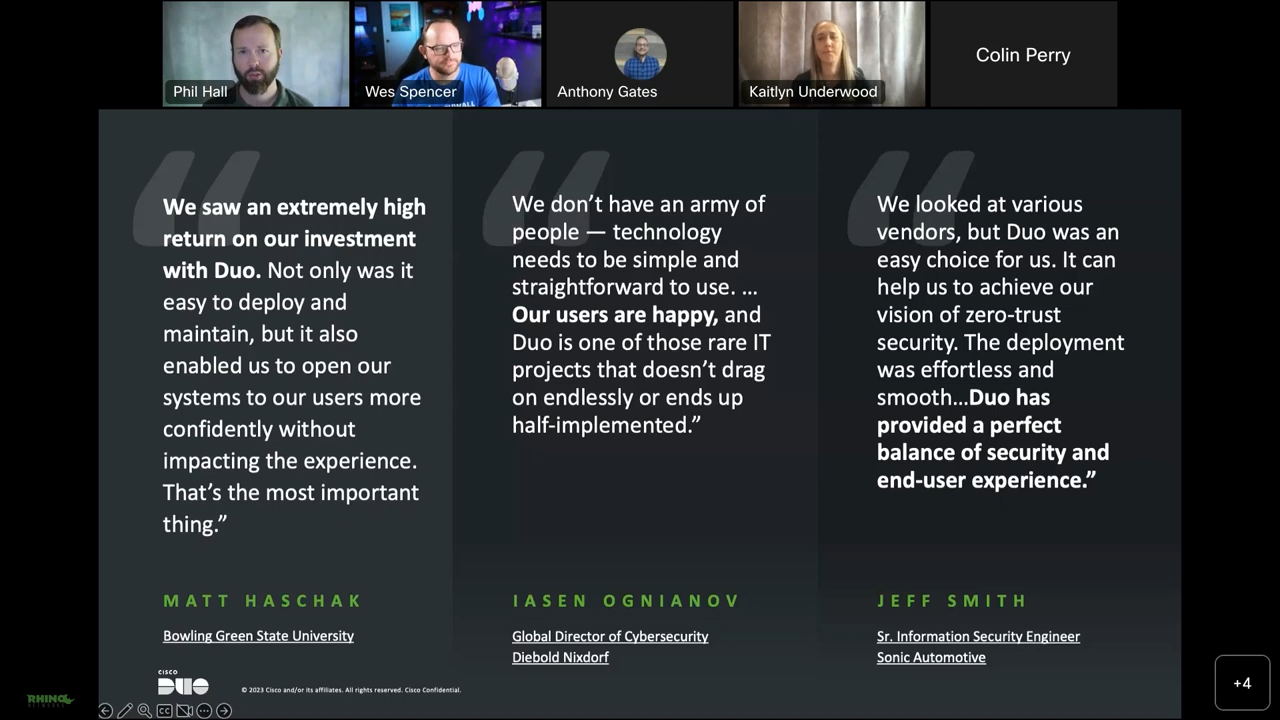 Phil Hall
Wes Spencer
Anthony Gates
Kaitlyn Underwood
Colin Perry
We saw an extremely high
return on our investment
with Duo. Not only was it
easy to deploy and
maintain, but it also
enabled us to open our
systems to our users more
confidently without
impacting the experience.
That’s the most important
thing.”
MATT HASCHAK
Bowling Green State University
We don’t have an army of
people — technology
needs to be simple and
straightforward to use. ...
Our users are happy, and
Duo is one of those rare IT
projects that doesn’t drag
on endlessly or ends up
half-implemented.”
IASEN OGNIANOV
Global Director of Cybersecurity
Diebold Nixdorf
We looked at various
vendors, but Duo was an
easy choice for us. It can
help us to achieve our
vision of zero-trust
security. The deployment
was effortless and
smooth...Duo has
provided a perfect
balance of security and
end-user experience.”
JEFF SMITH
Sr. Information Security Engineer
Sonic Automotive
CISCO
DUO
© 2023 Cisco and/or its affiliates. All rights reserved. Cisco Confidential.
RHINO
NETWORKS
CC
+4